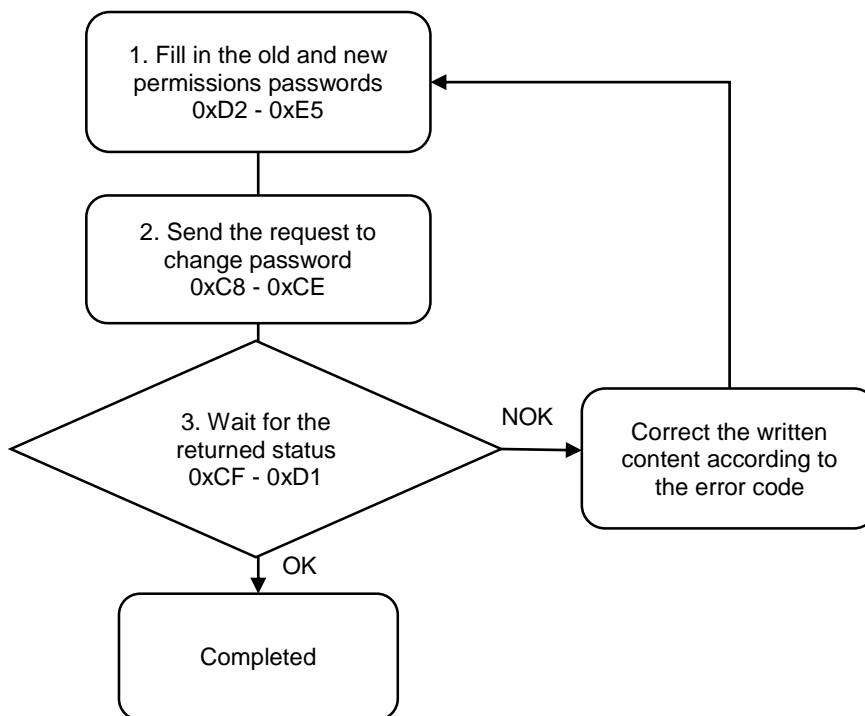 1. Fill in the old and new
permissions passwords
0xD2 - 0xE5
2. Send the request to
change password
0xC8 - 0xCE
3. Wait for the
returned status
0xCF - 0xD1
NOK
Correct the written
content according to
the error code
OK
Completed